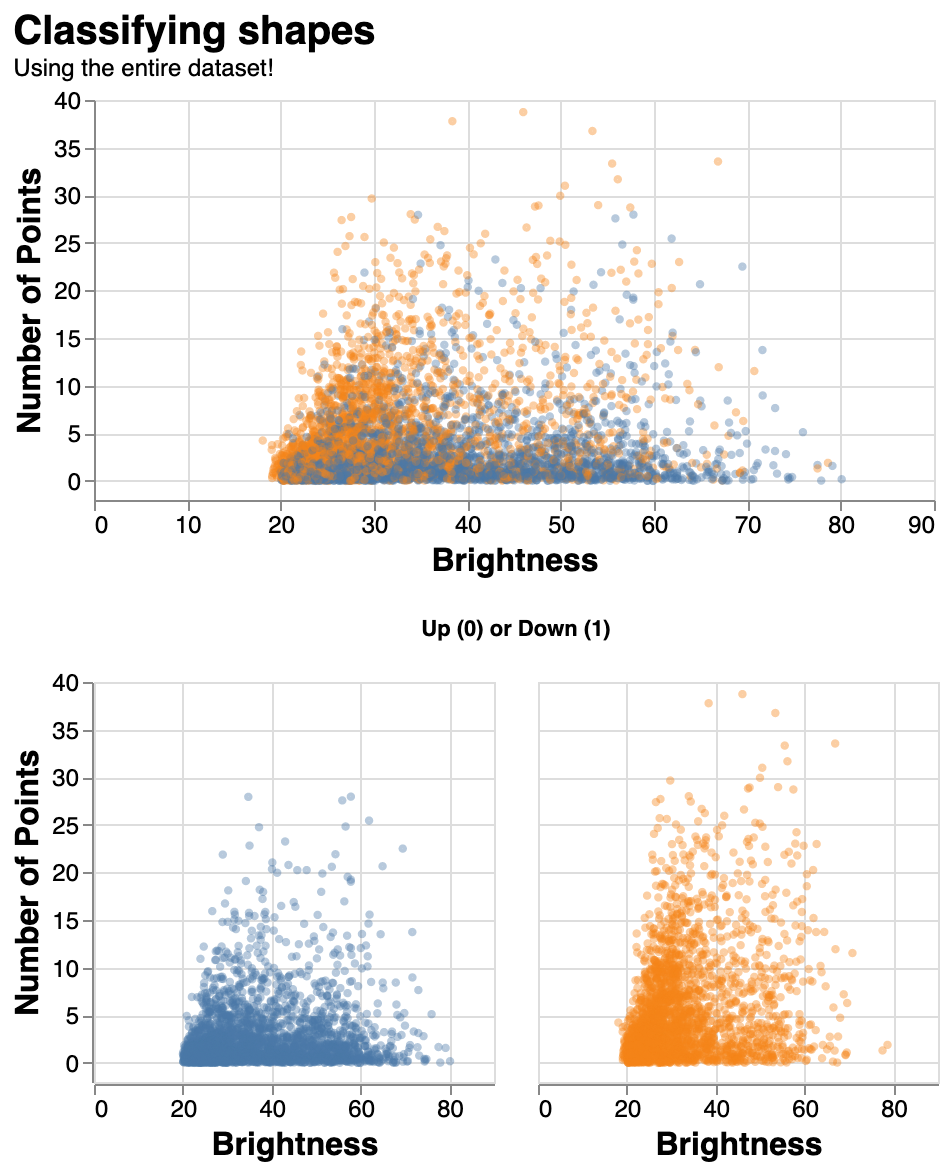 Classifying shapes
Using the entire dataset!
40
35
30
25
20
15
10
5
0
Number of Points
0 10 20 30 40 50 60 70 80 90
Brightness
Up (0) or Down (1)
40
35
30
25
20
15
10
5
0
Number of Points
0 20 40 60 80
Brightness
0 20 40 60 80
Brightness